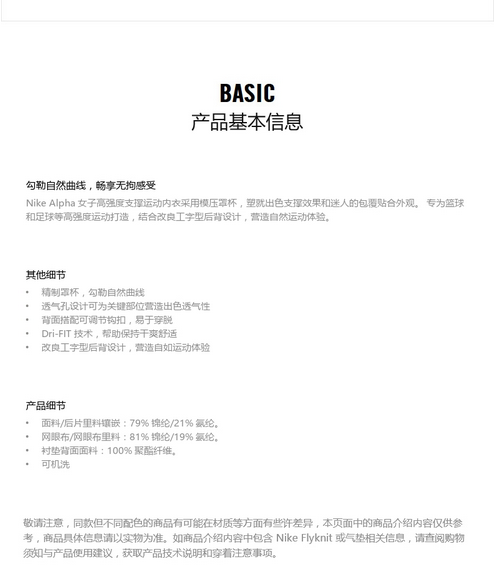 BASIC
产品基本信息
勾勒自然曲线，畅享无拘感受
Nike Alpha 女子高强度支撑运动内衣采用模压罩杯，塑就出色支撑效果和迷人的包覆贴合外观。 专为篮球
和足球等高强度运动打造，结合改良工字型后背设计，营造自然运动体验。
其他细节
• 精制罩杯，勾勒自然曲线
• 透气孔设计可为关键部位营造出色透气性
• 背面搭配可调节钩扣，易于穿脱
• Dri-FIT 技术，帮助保持干爽舒适
• 改良工字型后背设计，营造自如运动体验
产品细节
• 面料/后片里料镶嵌：79% 锦纶/21% 氨纶。
• 网眼布/网眼布里料：81% 锦纶/19% 氨纶。
• 衬垫背面面料：100% 聚酯纤维。
• 可机洗
敬请注意，同款但不同配色的商品有可能在材质等方面有些许差异，本页面中的商品介绍内容仅供参
考，商品具体信息请以实物为准。如商品介绍内容中包含 Nike Flyknit 或气垫相关信息，请查阅购物
须知与产品使用建议，获取产品技术说明和穿着注意事项。